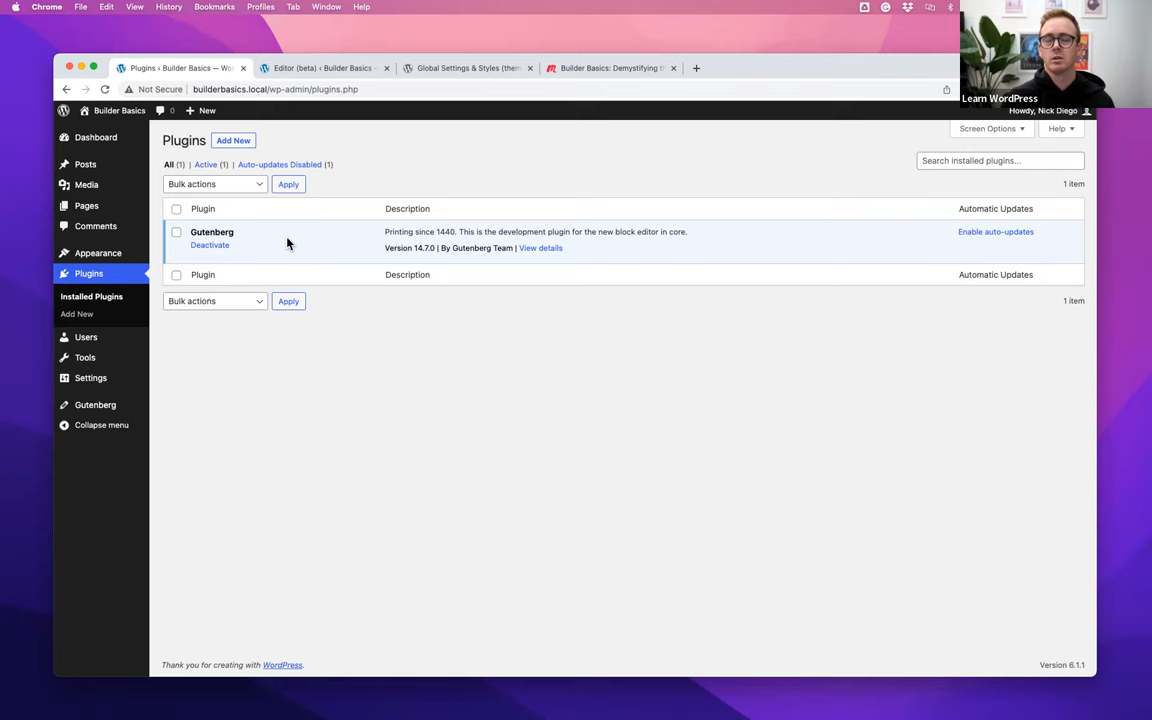 Chrome File Edit View History Bookmarks Profiles Tab Window Help
Plugins ‹ Builder Basics — Wor
Editor (beta) ‹ Builder Basics –
Global Settings & Styles (them
Builder Basics: Demystifying th
Not Secure builderbasics.local/wp-admin/plugins.php
Learn WordPress
Builder Basics 0 New
Howdy, Nick Diego
Screen Options Help
Dashboard
Posts
Media
Pages
Comments
Appearance
Plugins
Installed Plugins
Add New
Users
Tools
Settings
Gutenberg
Collapse menu
Plugins Add New
All (1) | Active (1) | Auto-updates Disabled (1)
Search installed plugins...
Bulk actions Apply
1 item
Plugin Description Automatic Updates
Gutenberg
Deactivate
Printing since 1440. This is the development plugin for the new block editor in core.
Version 14.7.0 | By Gutenberg Team | View details
Enable auto-updates
Plugin Description Automatic Updates
Bulk actions Apply
1 item
Thank you for creating with WordPress.
Version 6.1.1